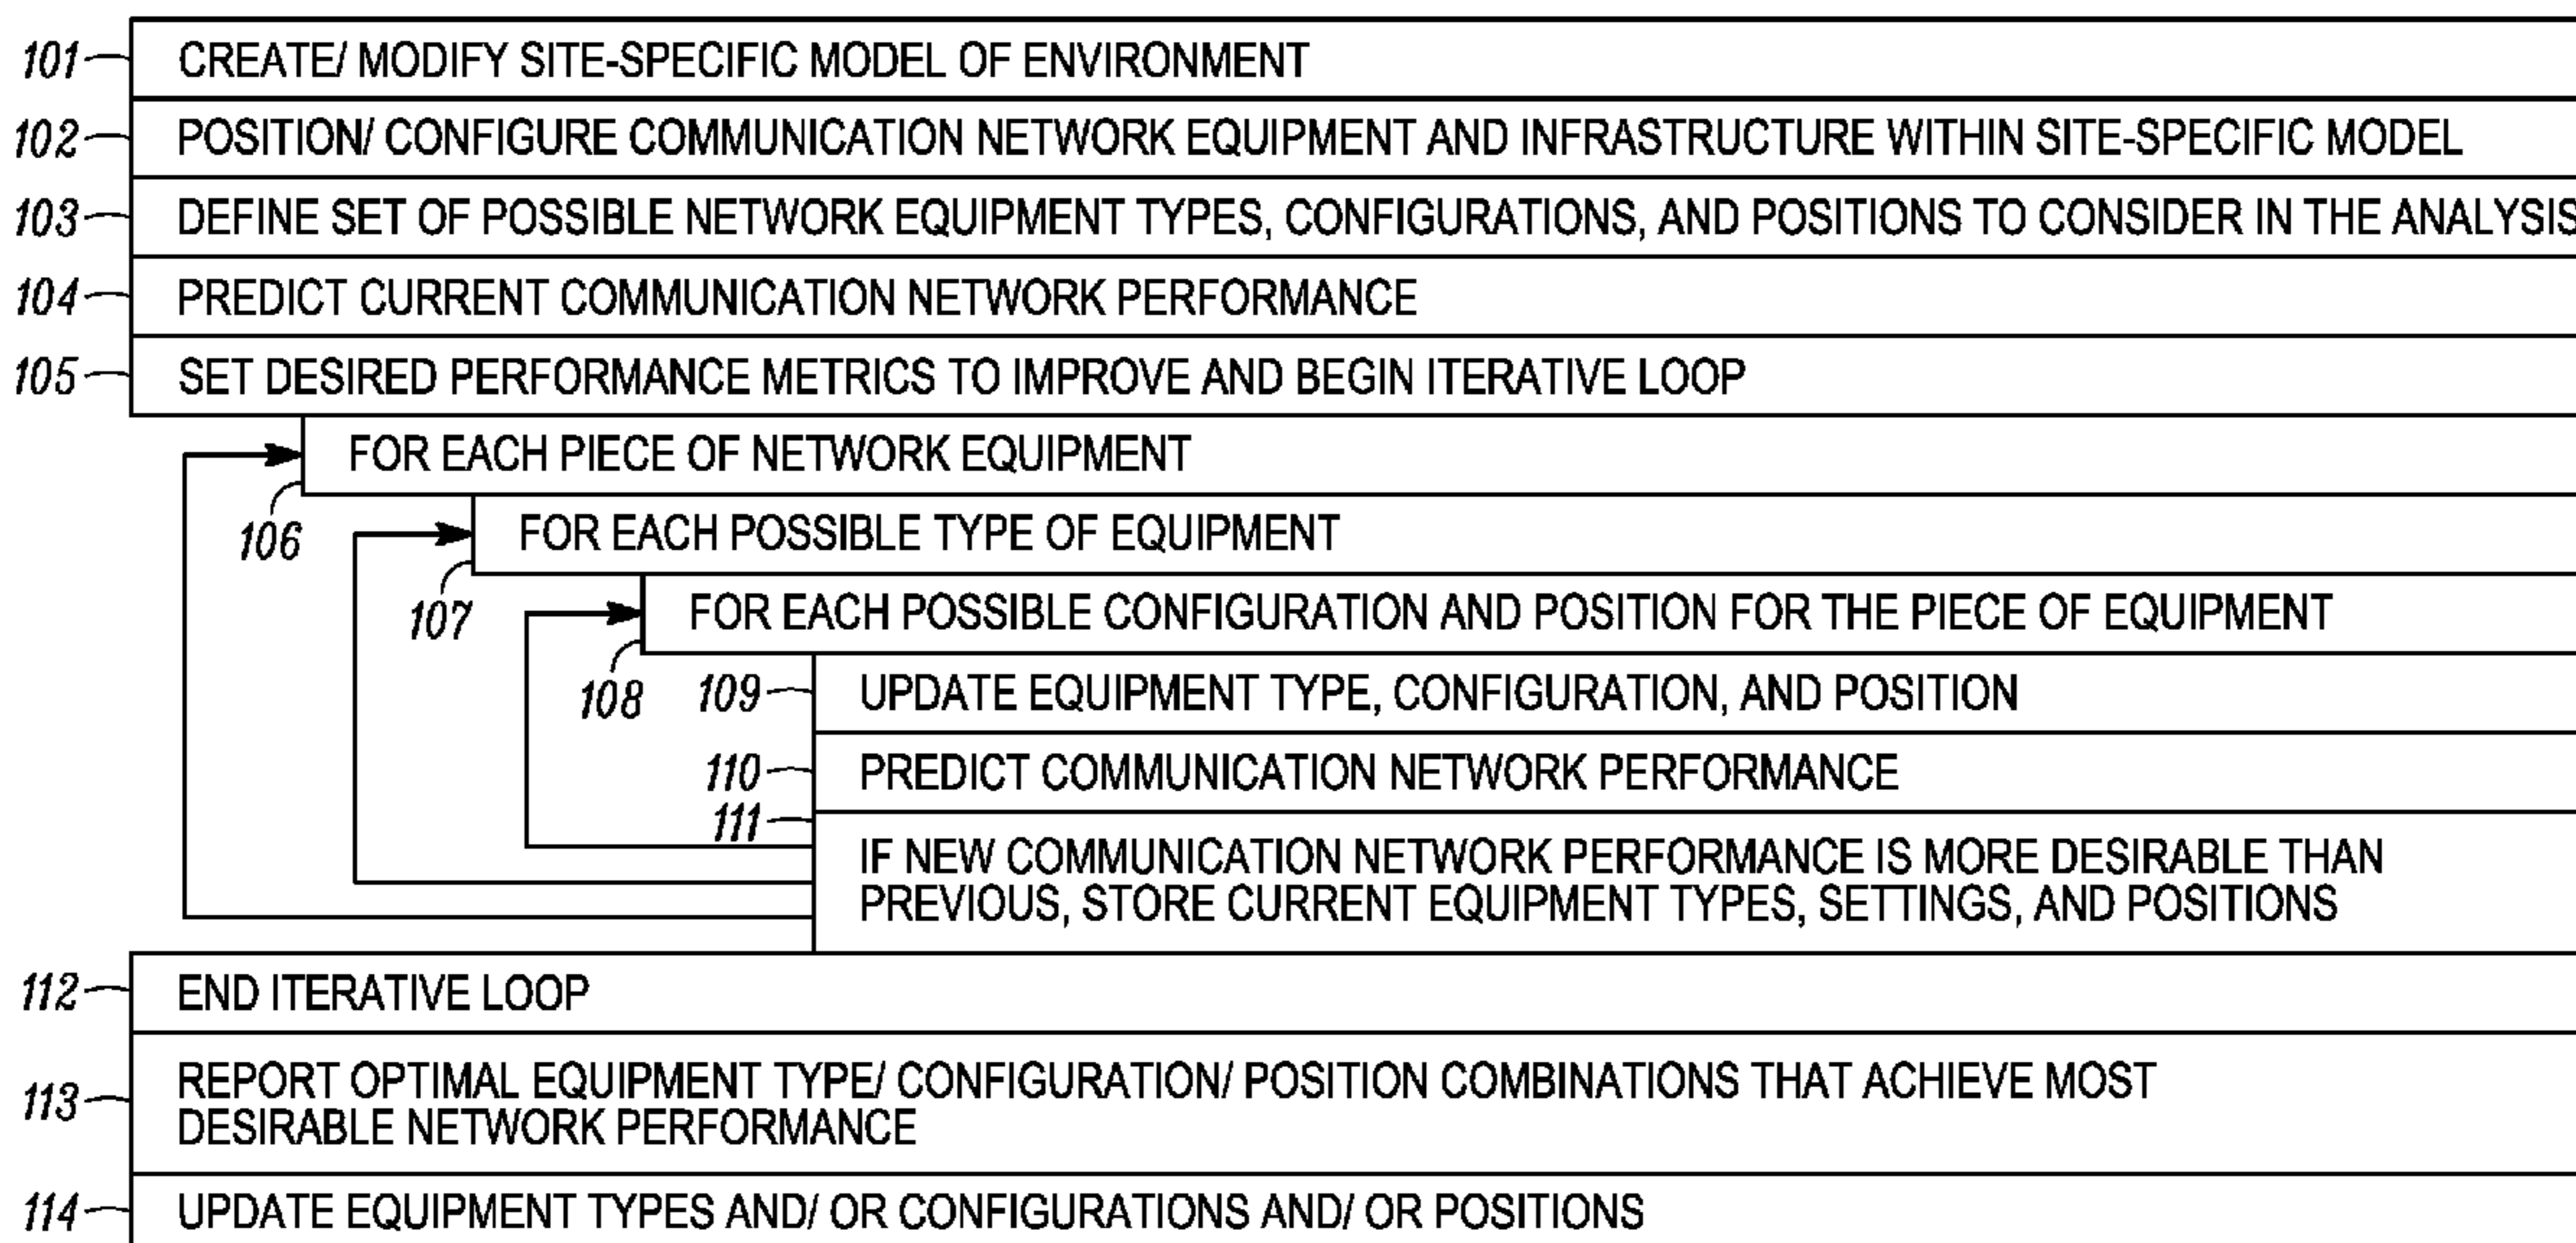 101 CREATE/ MODIFY SITE-SPECIFIC MODEL OF ENVIRONMENT
102 POSITION/ CONFIGURE COMMUNICATION NETWORK EQUIPMENT AND INFRASTRUCTURE WITHIN SITE-SPECIFIC MODEL
103 DEFINE SET OF POSSIBLE NETWORK EQUIPMENT TYPES, CONFIGURATIONS, AND POSITIONS TO CONSIDER IN THE ANALYSIS
104 PREDICT CURRENT COMMUNICATION NETWORK PERFORMANCE
105 SET DESIRED PERFORMANCE METRICS TO IMPROVE AND BEGIN ITERATIVE LOOP
FOR EACH PIECE OF NETWORK EQUIPMENT
106
FOR EACH POSSIBLE TYPE OF EQUIPMENT
107
FOR EACH POSSIBLE CONFIGURATION AND POSITION FOR THE PIECE OF EQUIPMENT
108
109 UPDATE EQUIPMENT TYPE, CONFIGURATION, AND POSITION
110 PREDICT COMMUNICATION NETWORK PERFORMANCE
111
IF NEW COMMUNICATION NETWORK PERFORMANCE IS MORE DESIRABLE THAN
PREVIOUS, STORE CURRENT EQUIPMENT TYPES, SETTINGS, AND POSITIONS
112 END ITERATIVE LOOP
113 REPORT OPTIMAL EQUIPMENT TYPE/ CONFIGURATION/ POSITION COMBINATIONS THAT ACHIEVE MOST
DESIRABLE NETWORK PERFORMANCE
114 UPDATE EQUIPMENT TYPES AND/ OR CONFIGURATIONS AND/ OR POSITIONS